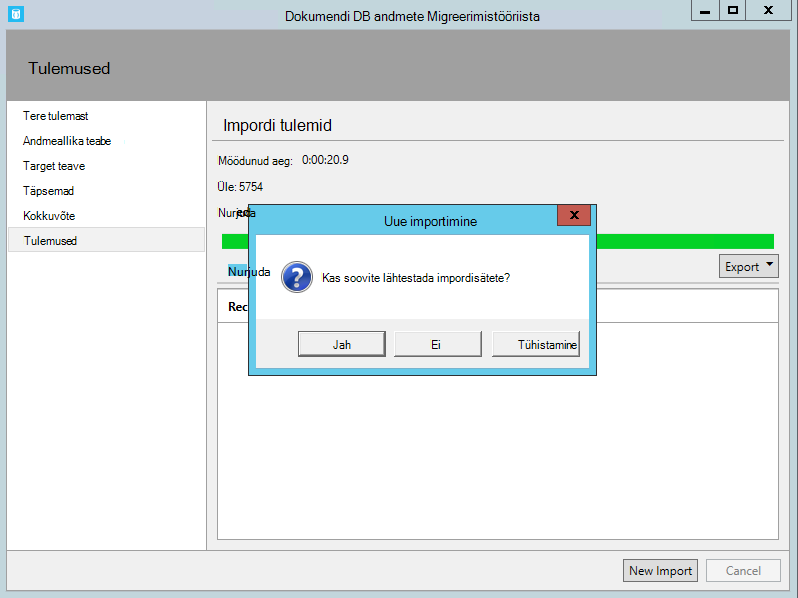 Dokumendi DB andmete Migreerimistööriista
Tulemused
Tere tulemast
Andmeallika teabe
Target teave
Täpsemad
Kokkuvõte
Tulemused
Impordi tulemid
Möödunud aeg: 0:00:20.9
Üle: 5754
Uue importimine
Export
Nurjuda
Kas soovite lähtestada impordisätete?
Rec
Jah
Ei
Tühistamine
New Import
Cancel